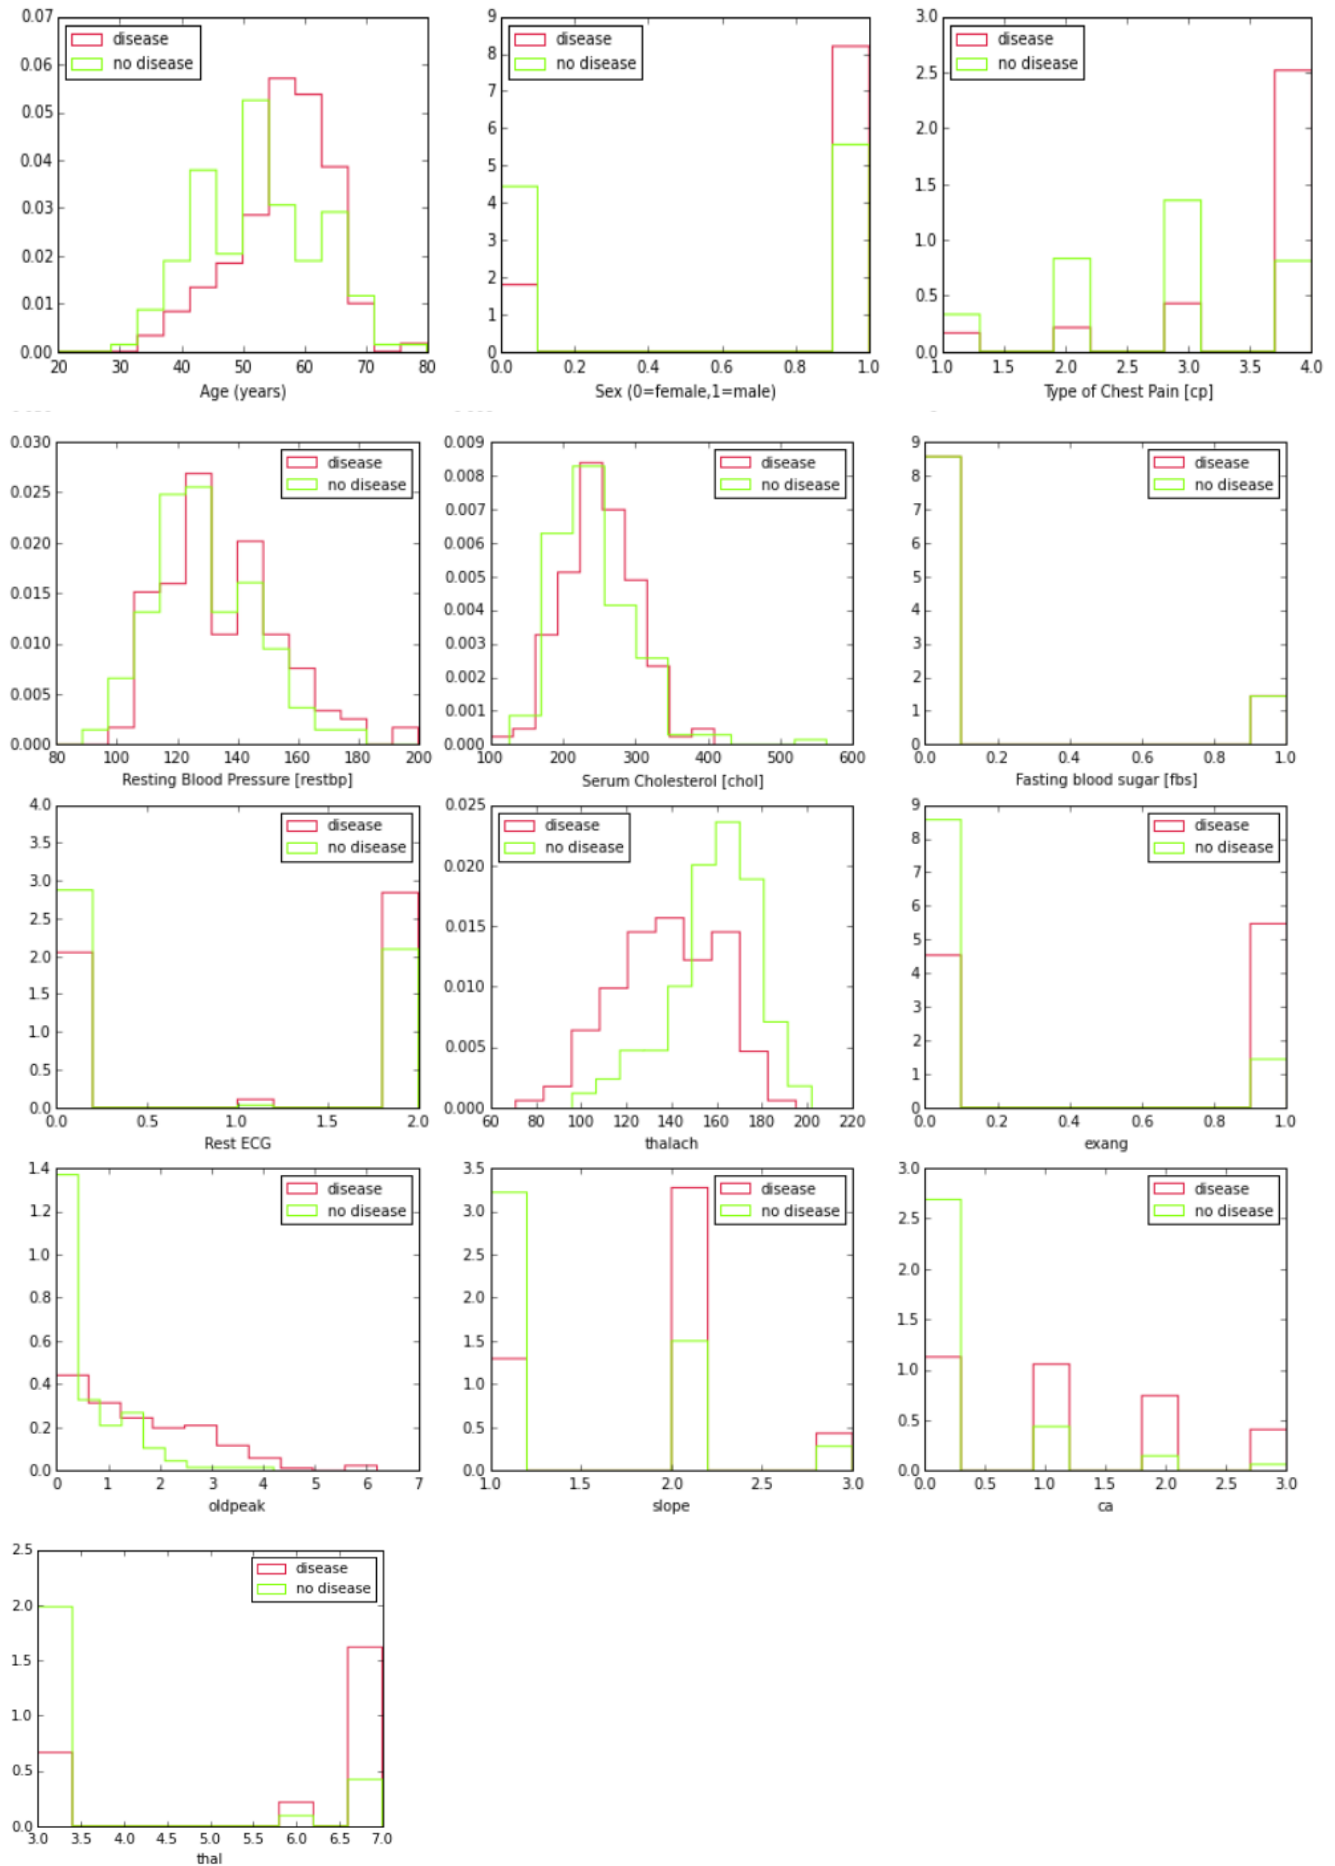 0.07
0.06
0.05
0.04
0.03
0.02
0.01
0.00
20 30 40 50 60 70 80
Age (years)
disease
no disease
9
8
7
6
5
4
3
2
1
0
0.0 0.2 0.4 0.6 0.8 1.0
Sex (0=female,1=male)
disease
no disease
3.0
2.5
2.0
1.5
1.0
0.5
0.0
1.0 1.5 2.0 2.5 3.0 3.5 4.0
Type of Chest Pain [cp]
disease
no disease
0.030
0.025
0.020
0.015
0.010
0.005
0.000
80 100 120 140 160 180 200
Resting Blood Pressure [restbp]
disease
no disease
0.009
0.008
0.007
0.006
0.005
0.004
0.003
0.002
0.001
0.000
100 200 300 400 500 600
Serum Cholesterol [chol]
disease
no disease
9
8
7
6
5
4
3
2
1
0
0.0 0.2 0.4 0.6 0.8 1.0
Fasting blood sugar [fbs]
disease
no disease
4.0
3.5
3.0
2.5
2.0
1.5
1.0
0.5
0.0
0.0 0.5 1.0 1.5 2.0
Rest ECG
disease
no disease
0.025
0.020
0.015
0.010
0.005
0.000
60 80 100 120 140 160 180 200 220
thalach
disease
no disease
9
8
7
6
5
4
3
2
1
0
0.0 0.2 0.4 0.6 0.8 1.0
exang
disease
no disease
1.4
1.2
1.0
0.8
0.6
0.4
0.2
0.0
0 1 2 3 4 5 6 7
oldpeak
disease
no disease
3.5
3.0
2.5
2.0
1.5
1.0
0.5
0.0
1.0 1.5 2.0 2.5 3.0
slope
disease
no disease
3.0
2.5
2.0
1.5
1.0
0.5
0.0
0.0 0.5 1.0 1.5 2.0 2.5 3.0
ca
disease
no disease
2.5
2.0
1.5
1.0
0.5
0.0
3.0 3.5 4.0 4.5 5.0 5.5 6.0 6.5 7.0
thal
disease
no disease